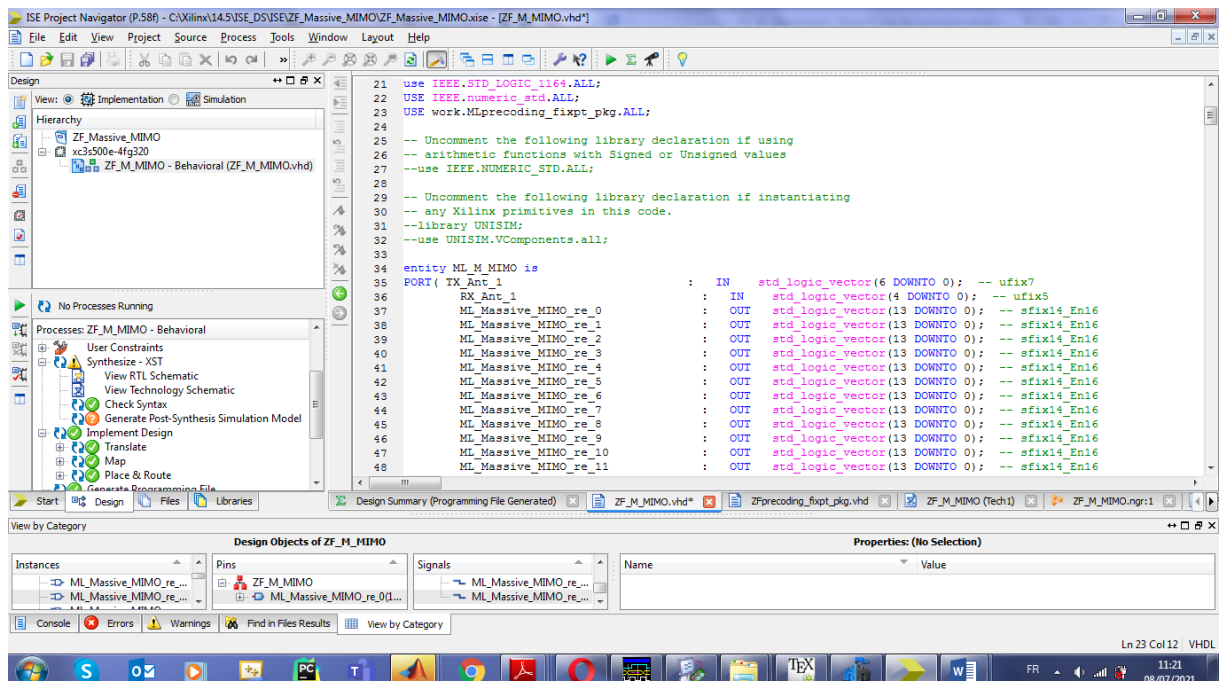 ISE Project Navigator (P.58f) - C:\Xilinx\14.5\ISE_DS\ISE\ZF_Massive_MIMO\ZF_Massive_MIMO.xise - [ZF_M_MIMO.vhd*]
File Edit View Project Source Process Tools Window Layout Help
Design
View: Implementation Simulation
Hierarchy
ZF_Massive_MIMO
xc3s500e-4fg320
ZF_M_MIMO - Behavioral (ZF_M_MIMO.vhd)
No Processes Running
Processes: ZF_M_MIMO - Behavioral
User Constraints
Synthesize - XST
View RTL Schematic
View Technology Schematic
Check Syntax
Generate Post-Synthesis Simulation Model
Implement Design
Translate
Map
Place & Route
Generate Programming File
Start Design Files Libraries
21 use IEEE.STD_LOGIC_1164.ALL;
22 USE IEEE.numeric_std.ALL;
23 USE work.MLprecoding_fixpt_pkg.ALL;
24
25 -- Uncomment the following library declaration if using
26 -- arithmetic functions with Signed or Unsigned values
27 --use IEEE.NUMERIC_STD.ALL;
28
29 -- Uncomment the following library declaration if instantiating
30 -- any Xilinx primitives in this code.
31 --library UNISIM;
32 --use UNISIM.VComponents.all;
33
34 entity ML_M_MIMO is
35 PORT( TX_Ant_1 : IN std_logic_vector(6 DOWNTO 0); -- ufix7
36 RX_Ant_1 : IN std_logic_vector(4 DOWNTO 0); -- ufix5
37 ML_Massive_MIMO_re_0 : OUT std_logic_vector(13 DOWNTO 0); -- sfix14_En16
38 ML_Massive_MIMO_re_1 : OUT std_logic_vector(13 DOWNTO 0); -- sfix14_En16
39 ML_Massive_MIMO_re_2 : OUT std_logic_vector(13 DOWNTO 0); -- sfix14_En16
40 ML_Massive_MIMO_re_3 : OUT std_logic_vector(13 DOWNTO 0); -- sfix14_En16
41 ML_Massive_MIMO_re_4 : OUT std_logic_vector(13 DOWNTO 0); -- sfix14_En16
42 ML_Massive_MIMO_re_5 : OUT std_logic_vector(13 DOWNTO 0); -- sfix14_En16
43 ML_Massive_MIMO_re_6 : OUT std_logic_vector(13 DOWNTO 0); -- sfix14_En16
44 ML_Massive_MIMO_re_7 : OUT std_logic_vector(13 DOWNTO 0); -- sfix14_En16
45 ML_Massive_MIMO_re_8 : OUT std_logic_vector(13 DOWNTO 0); -- sfix14_En16
46 ML_Massive_MIMO_re_9 : OUT std_logic_vector(13 DOWNTO 0); -- sfix14_En16
47 ML_Massive_MIMO_re_10 : OUT std_logic_vector(13 DOWNTO 0); -- sfix14_En16
48 ML_Massive_MIMO_re_11 : OUT std_logic_vector(13 DOWNTO 0); -- sfix14_En16
Design Summary (Programming File Generated) ZF_M_MIMO.vhd* ZFprecoding_fixpt_pkg.vhd ZF_M_MIMO (Tech1) ZF_M_MIMO.ngr:1
View by Category
Design Objects of ZF_M_MIMO Properties: (No Selection)
Instances Pins Signals Name Value
ML_Massive_MIMO_re_... ZF_M_MIMO ML_Massive_MIMO_re_...
ML_Massive_MIMO_re_... ML_Massive_MIMO_re_0(1... ML_Massive_MIMO_re_...
Console Errors Warnings Find in Files Results View by Category
Ln 23 Col 12 VHDL
FR 11:21
08/07/2021